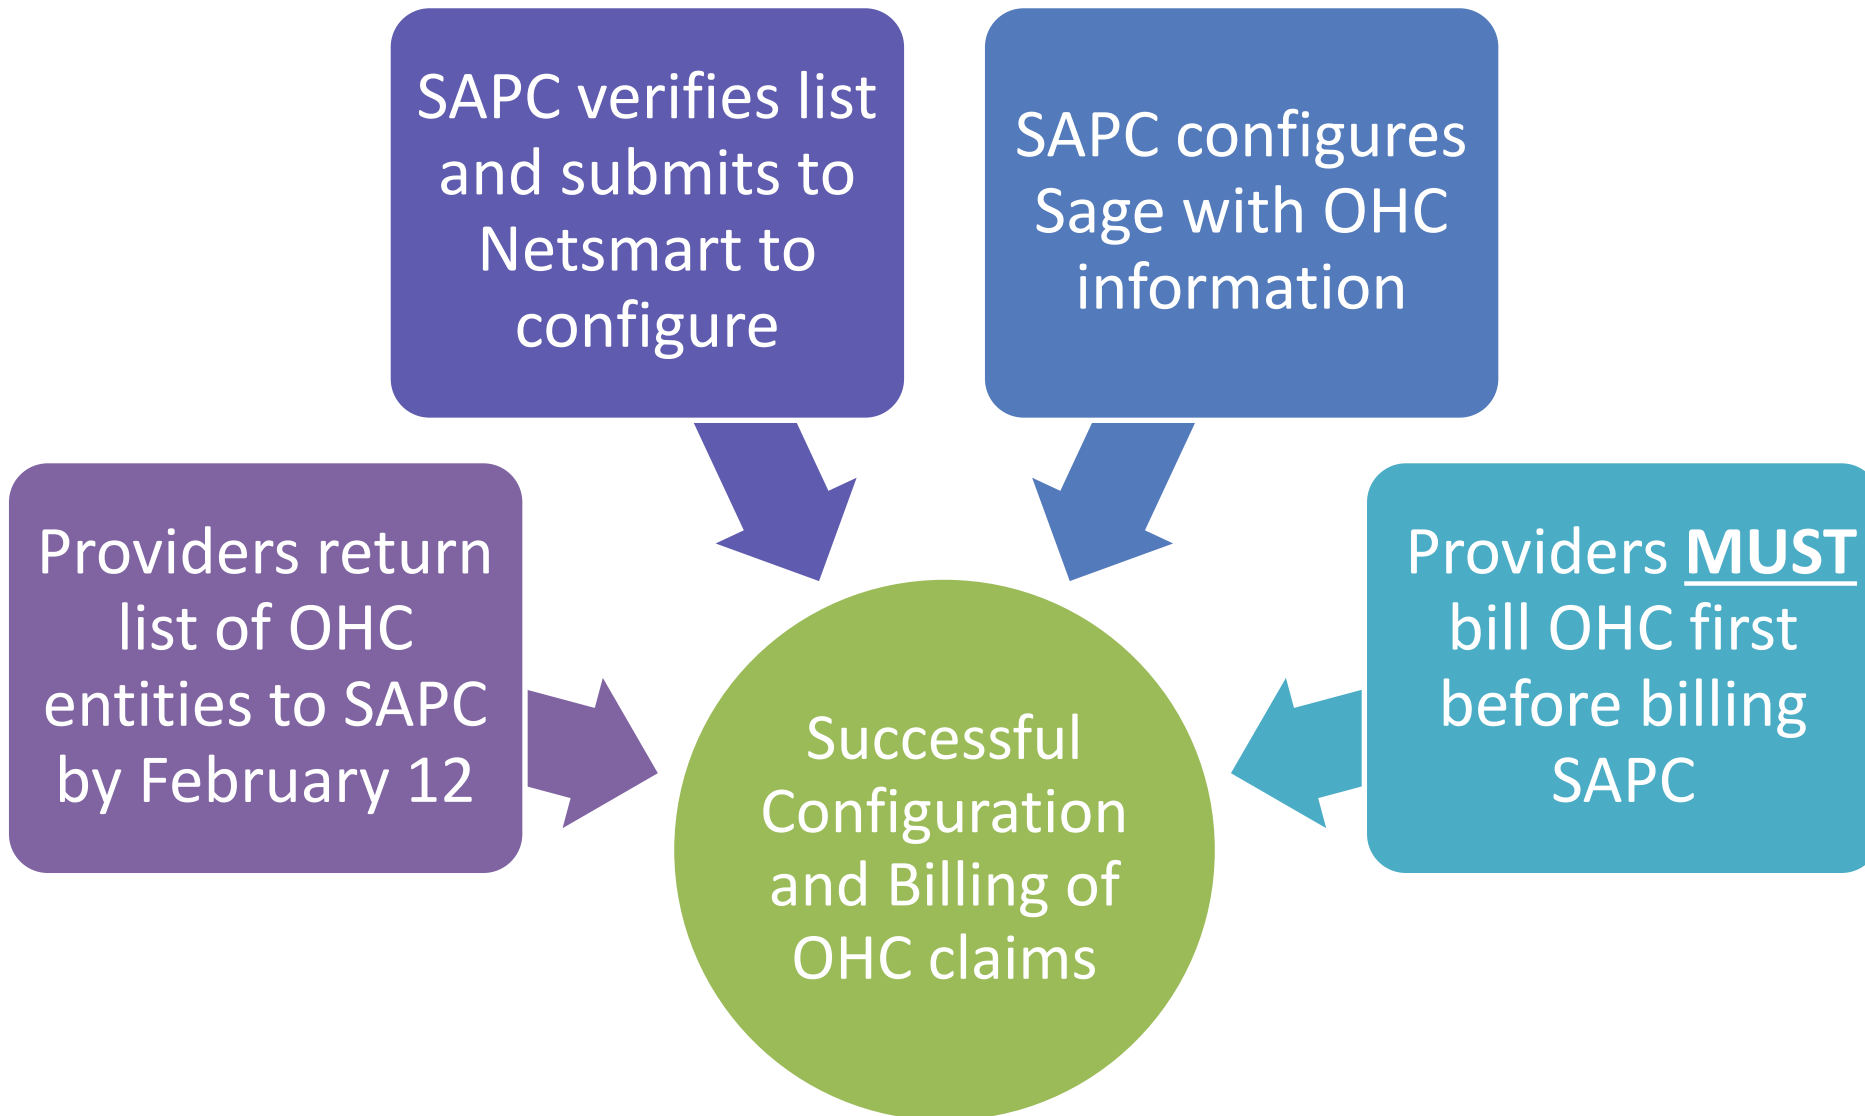 SAPC verifies list
and submits to
Netsmart to
configure
SAPC configures
Sage with OHC
information
Providers return
list of OHC
entities to SAPC
by February 12
Providers MUST
bill OHC first
before billing
SAPC
Successful
Configuration
and Billing of
OHC claims